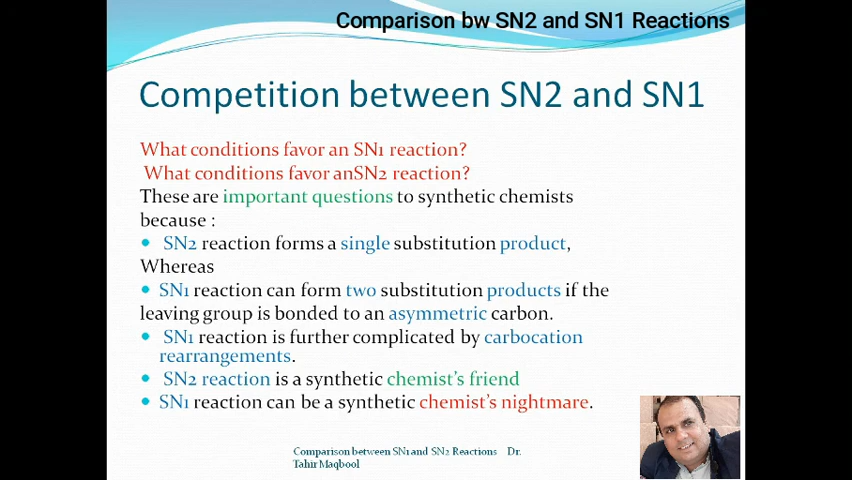 Comparison bw SN2 and SN1 Reactions
Competition between SN2 and SN1
What conditions favor an SN1 reaction?
What conditions favor anSN2 reaction?
These are important questions to synthetic chemists
because :
• SN2 reaction forms a single substitution product,
Whereas
• SN1 reaction can form two substitution products if the
leaving group is bonded to an asymmetric carbon.
• SN1 reaction is further complicated by carbocation
rearrangements.
• SN2 reaction is a synthetic chemist's friend
• SN1 reaction can be a synthetic chemist's nightmare.
Comparison between SN1 and SN2 Reactions Dr.
Tahir Maqbool